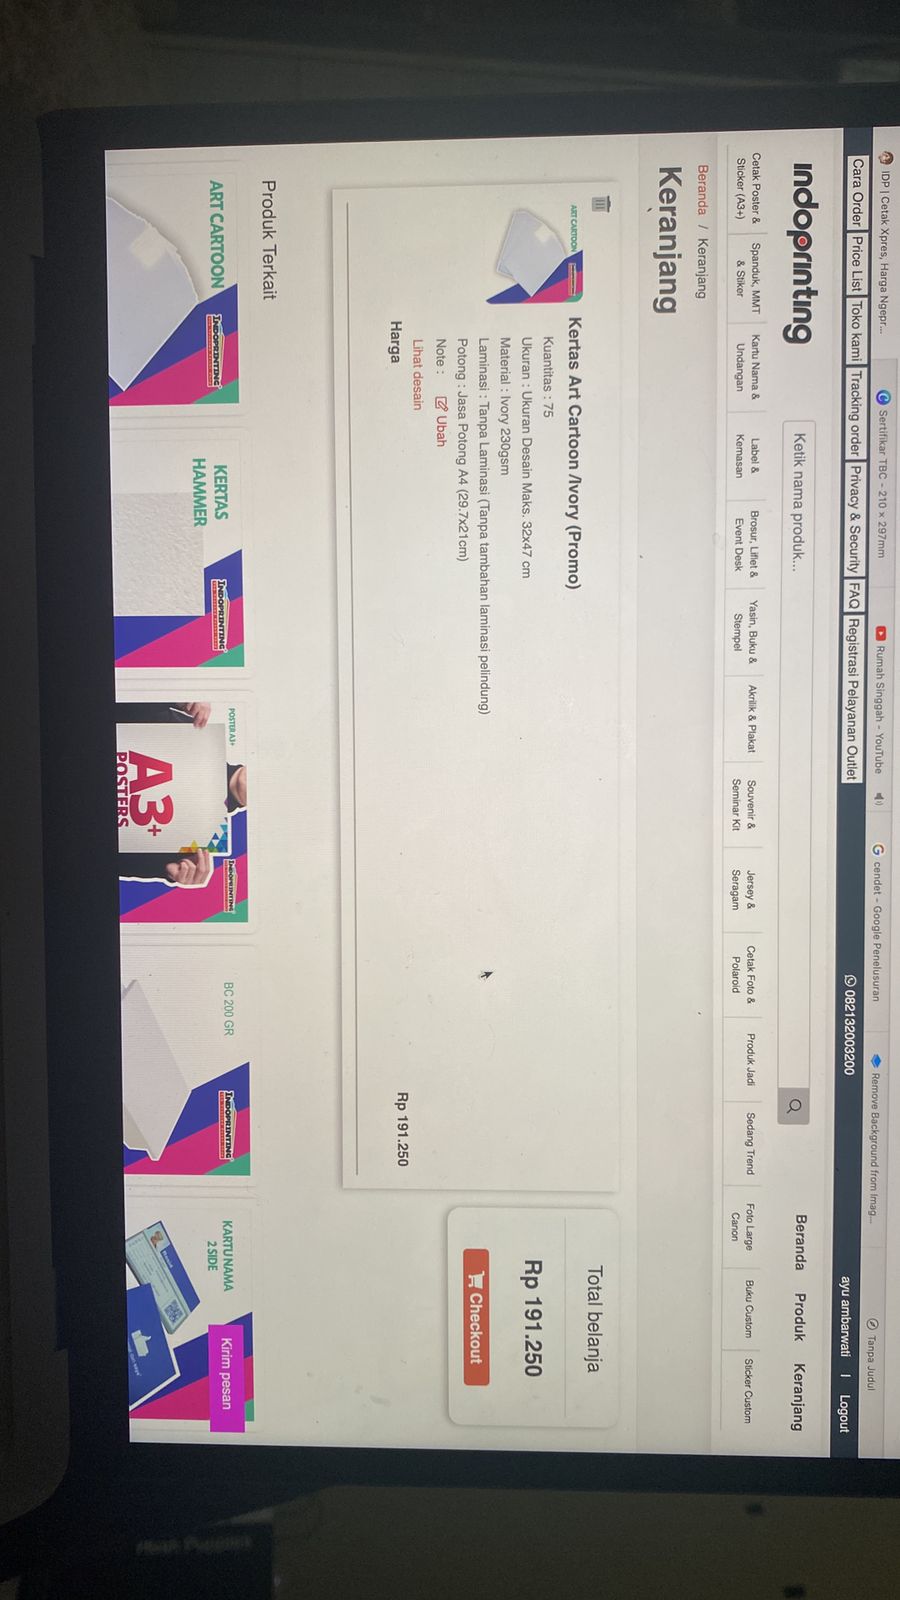 IDP | Cetak Xpres, Harga Ngepr...
Sertifikar TBC - 210 × 297mm
Rumah Singgah - YouTube
cendet - Google Penelusuran
Remove Background from Imag...
Tanpa Judul
Cara Order Price List Toko kami Tracking order Privacy & Security FAQ Registrasi Pelayanan Outlet
082132003200
ayu ambarwati | Logout
Indoprinting
Ketik nama produk...
Beranda Produk Keranjang
Cetak Poster &
Sticker (A3+)
Spanduk, MMT
& Stiker
Kartu Nama &
Undangan
Label &
Kemasan
Brosur, Liflet &
Event Desk
Yasin, Buku &
Stempel
Akrilik & Plakat
Souvenir &
Seminar Kit
Jersey &
Seragam
Cetak Foto &
Polaroid
Produk Jadi
Sedang Trend
Foto Large
Canon
Buku Custom
Sticker Custom
Beranda / Keranjang
Keranjang
ART CARTOON
Kertas Art Cartoon /Ivory (Promo)
Kuantitas : 75
Ukuran : Ukuran Desain Maks. 32x47 cm
Material : Ivory 230gsm
Laminasi : Tanpa Laminasi (Tanpa tambahan laminasi pelindung)
Potong : Jasa Potong A4 (29.7x21cm)
Note : Ubah
Lihat desain
Harga
Rp 191.250
Total belanja
Rp 191.250
Checkout
Produk Terkait
ART CARTOON
INDOPRINTING
KERTAS
HAMMER
INDOPRINTING
POSTER A3+
INDOPRINTING
A3+
POSTERS
BC 200 GR
INDOPRINTING
KARTU NAMA
2 SIDE
Kirim pesan